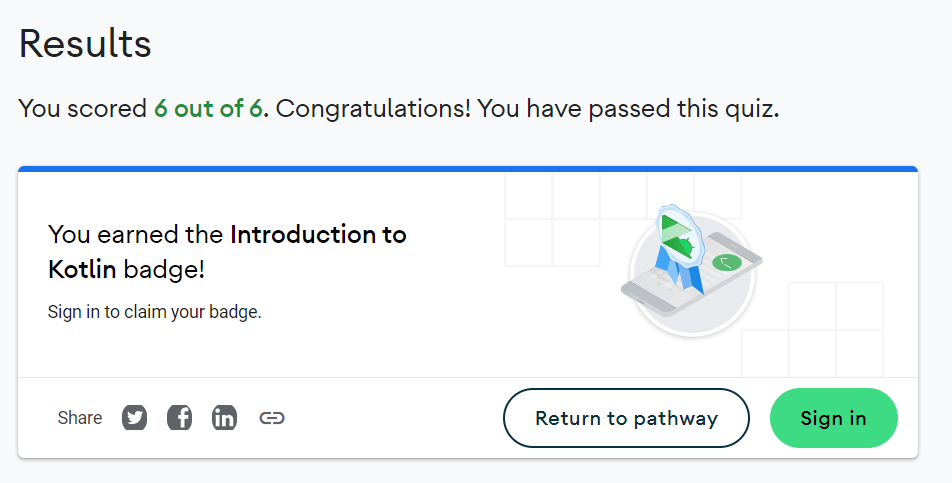 Results
You scored 6 out of 6. Congratulations! You have passed this quiz.
You earned the Introduction to
Kotlin badge!
Sign in to claim your badge.
Share
Return to pathway
Sign in